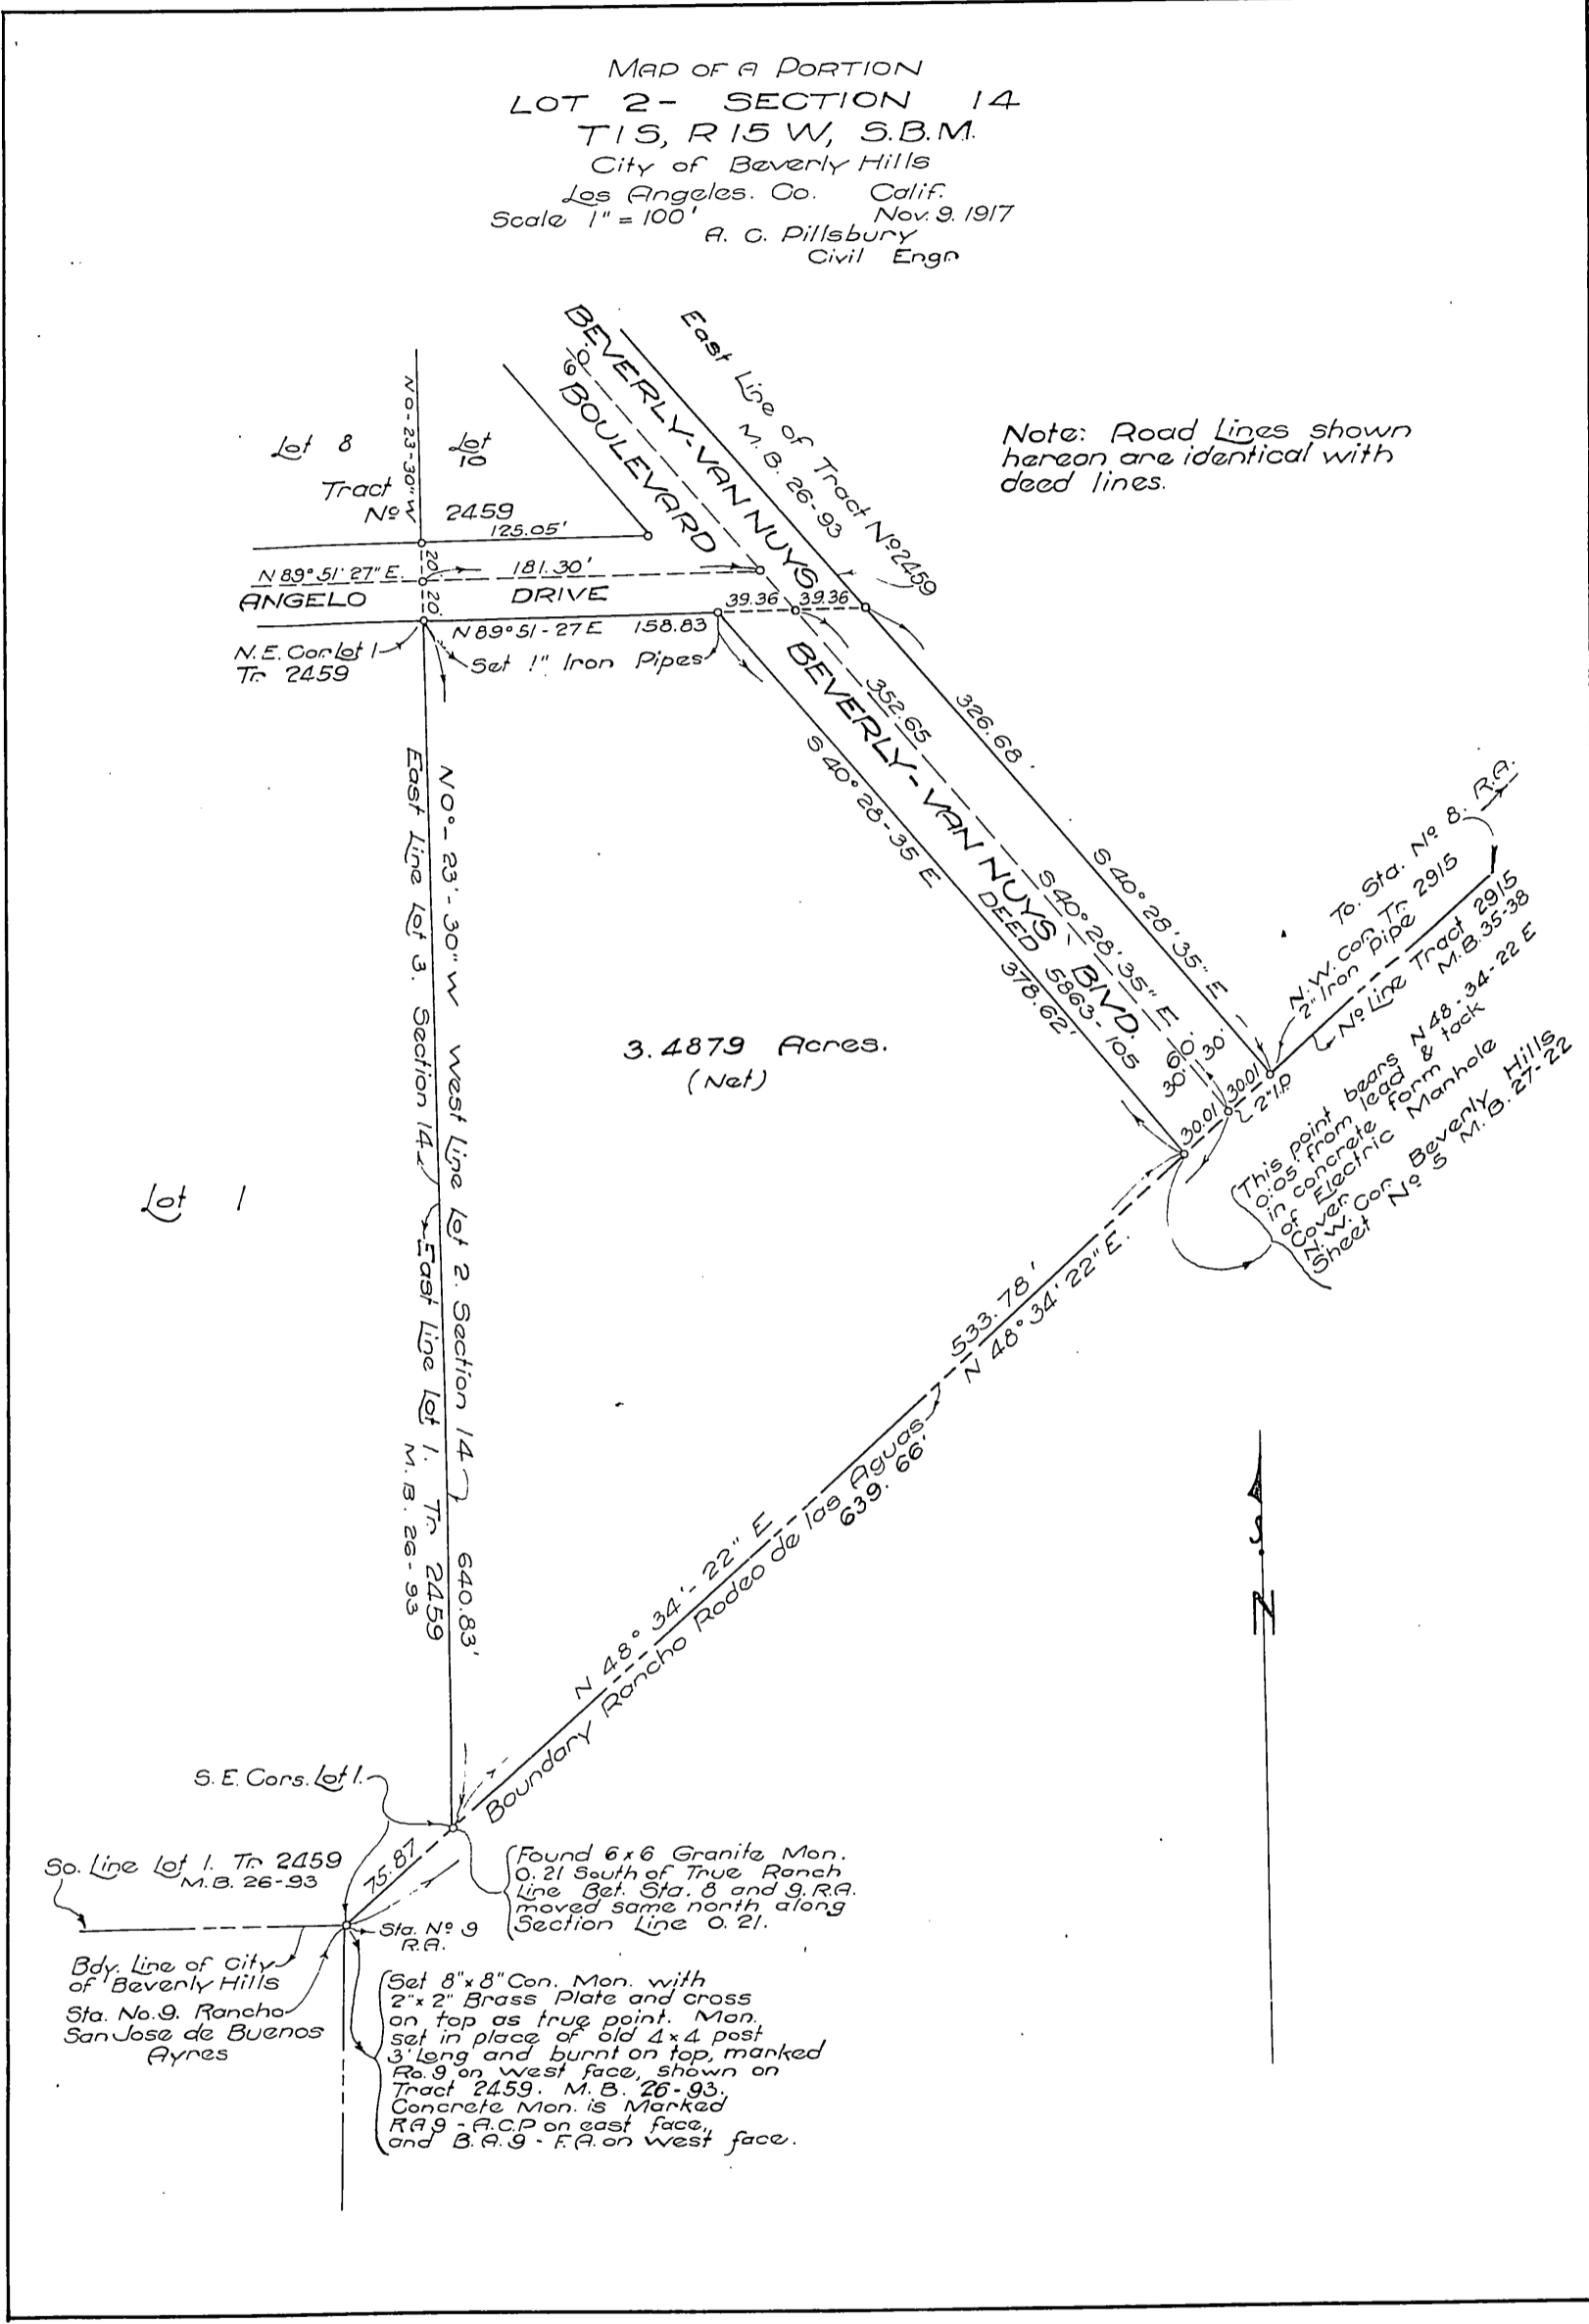 MAP OF A PORTION
LOT 2- SECTION 14
T1S, R15W, S.B.M.
City of Beverly Hills
Los Angeles. Co. Calif.
Scale 1" = 100' Nov. 9. 1917
A. C. Pillsbury
Civil Engr
BEVERLY-VAN NUYS
BOULEVARD
60
East Line of Tract Nº 2459
M.B. 26-93
Note: Road Lines shown
hereon are identical with
deed lines.
N0-23-30"W
Lot 8
Lot
10
Tract
Nº 2459
125.05'
20'
N89°51'27"E.
181.30'
ANGELO DRIVE
20'
39.36 39.36
N89°51-27E 158.83
N.E. Cor Lot 1
Tr. 2459
Set 1" Iron Pipes
BEVERLY-VAN NUYS BLVD.
352.65
326.68
S40°28-35E
S40°28'35"E
S40°28'35"E
DEED 5863-105
378.62'
60'
30'
30'
30.01
30.01
2" I.P
To. Sta. Nº 8. R.A.
N.W. Cor. Tr. 2915
2" Iron Pipe
Nº Line Tract 2915
M.B. 35-38
This point bears N48-34-22E
0.05' from lead & tack
in concrete form
of Electric Manhole
Cover.
N.W. Cor. Beverly Hills
Sheet Nº 5 M.B. 27-22
East Line Lot 3. Section 14
N0°-23'-30"W West Line Lot 2. Section 14
640.83'
East Line Lot 1. Tr. 2459
M.B. 26-93
3.4879 Acres.
(Net)
Lot 1
533.78'
N48°34'22"E.
N48°34'-22"E
Boundary Rancho Rodeo de las Aguas
639.66'
N.
S.E. Cors. Lot 1.
75.87
So. Line Lot 1. Tr. 2459
M.B. 26-93
Sta. Nº 9
R.A.
Found 6x6 Granite Mon.
0.21 South of True Ranch
Line Bet. Sta. 8 and 9. R.A.
moved same north along
Section Line 0.21.
Bdy. Line of City
of Beverly Hills
Sta. No. 9. Rancho
San Jose de Buenos
Ayres
Set 8"x8" Con. Mon. with
2"x2" Brass Plate and cross
on top as true point. Mon.
set in place of old 4x4 post
3' Long and burnt on top, marked
Ra. 9 on west face, shown on
Tract 2459. M.B. 26-93.
Concrete Mon. is Marked
RA9 - A.C.P on east face,
and B.A.9 - F.A. on west face.